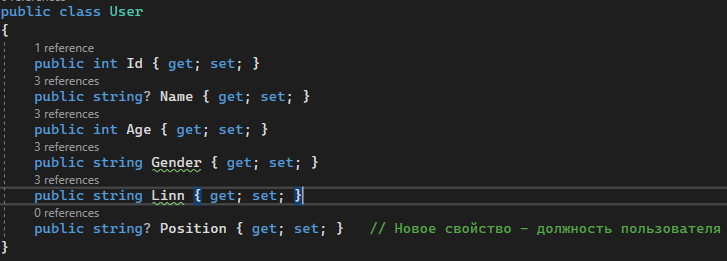 public class User
{
1 reference
public int Id { get; set; }
3 references
public string? Name { get; set; }
3 references
public int Age { get; set; }
3 references
public string Gender { get; set; }
3 references
public string Linn { get; set; }
0 references
public string? Position { get; set; } // Новое свойство - должность пользователя
}